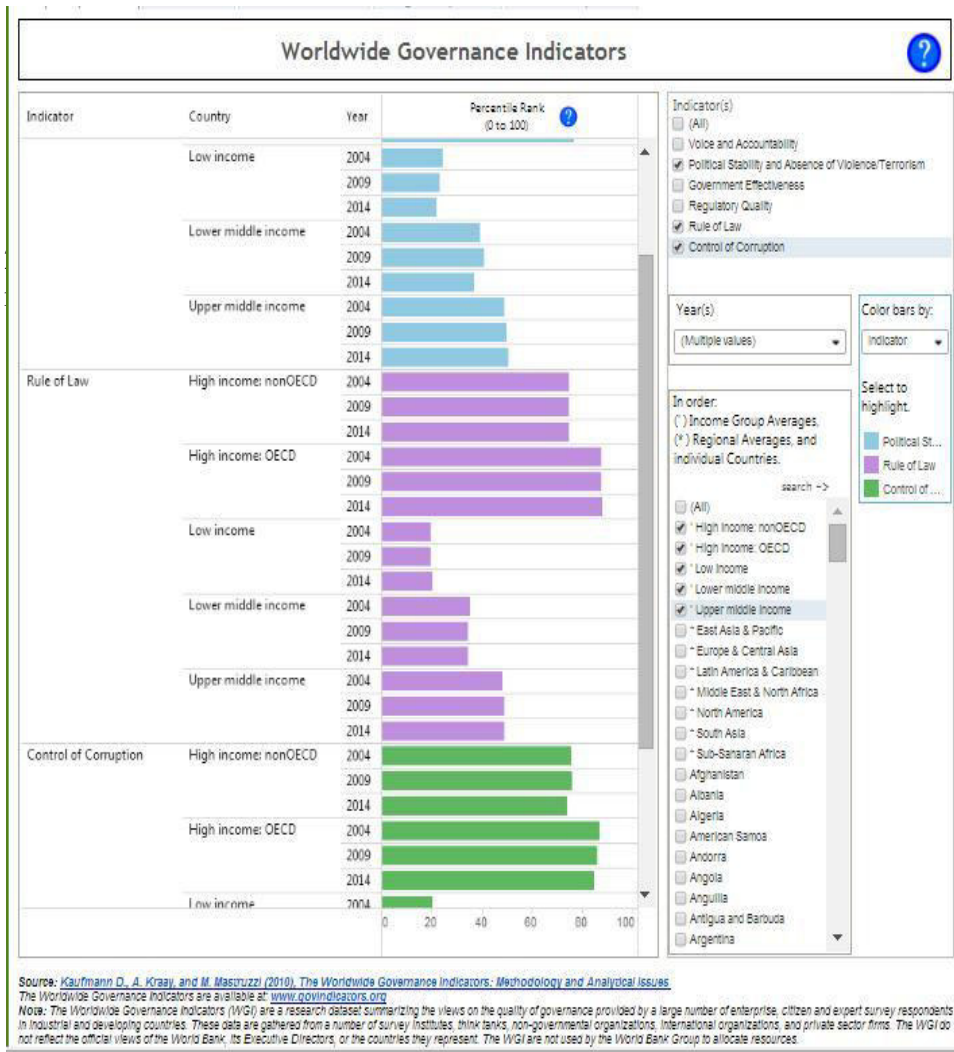 Worldwide Governance Indicators
?
Indicator Country Year Percentile Rank
(0 to 100) ?
Low income 2004
2009
2014
Lower middle income 2004
2009
2014
Upper middle income 2004
2009
2014
Rule of Law High income: nonOECD 2004
2009
2014
High income: OECD 2004
2009
2014
Low income 2004
2009
2014
Lower middle income 2004
2009
2014
Upper middle income 2004
2009
2014
Control of Corruption High income: nonOECD 2004
2009
2014
High income: OECD 2004
2009
2014
Low income 2004
0 20 40 60 80 100
Indicator(s)
(All)
Voice and Accountability
Political Stability and Absence of Violence/Terrorism
Government Effectiveness
Regulatory Quality
Rule of Law
Control of Corruption
Year(s)
(Multiple values)
Color bars by:
Indicator
Select to
highlight.
Political St...
Rule of Law
Control of ...
In order:
(') Income Group Averages,
(*) Regional Averages, and
individual Countries.
search ->
(All)
' High income: nonOECD
' High income: OECD
' Low income
' Lower middle income
' Upper middle income
* East Asia & Pacific
* Europe & Central Asia
* Latin America & Caribbean
* Middle East & North Africa
* North America
* South Asia
* Sub-Saharan Africa
Afghanistan
Albania
Algeria
American Samoa
Andorra
Angola
Anguilla
Antigua and Barbuda
Argentina
Source: Kaufmann D., A. Kraay, and M. Mastruzzi (2010), The Worldwide Governance Indicators: Methodology and Analytical Issues
The Worldwide Governance Indicators are available at: www.govindicators.org
Note: The Worldwide Governance Indicators (WGI) are a research dataset summarizing the views on the quality of governance provided by a large number of enterprise, citizen and expert survey respondents
in industrial and developing countries. These data are gathered from a number of survey institutes, think tanks, non-governmental organizations, international organizations, and private sector firms. The WGI do
not reflect the official views of the World Bank, its Executive Directors, or the countries they represent. The WGI are not used by the World Bank Group to allocate resources.